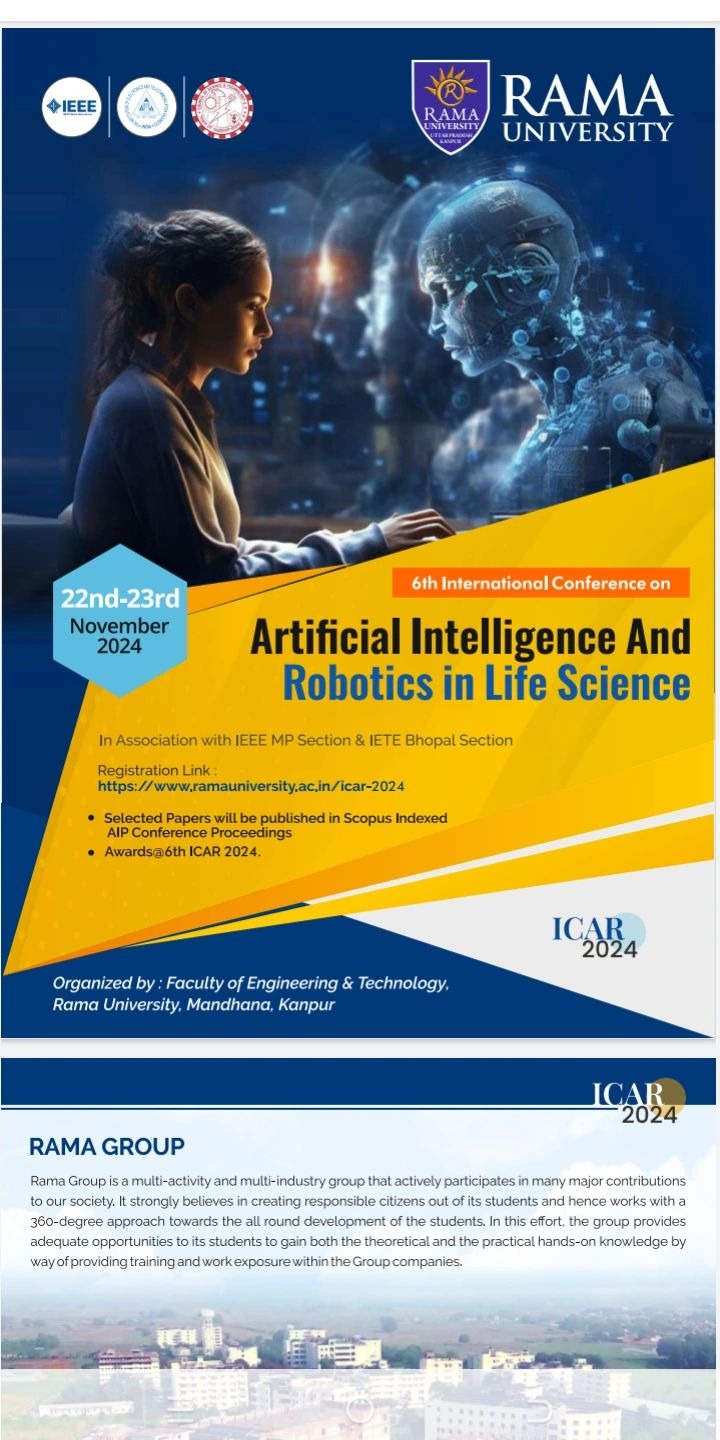 IEEE
RAMA
UNIVERSITY
UTTAR PRADESH
KANPUR
RAMA
UNIVERSITY
22nd-23rd
November
2024
6th International Conference on
Artificial Intelligence And
Robotics in Life Science
In Association with IEEE MP Section & IETE Bhopal Section
Registration Link :
https://www.ramauniversity.ac.in/icar-2024
• Selected Papers will be published in Scopus Indexed
AIP Conference Proceedings
• Awards@6th ICAR 2024.
ICAR
2024
Organized by : Faculty of Engineering & Technology,
Rama University, Mandhana, Kanpur
ICAR
2024
RAMA GROUP
Rama Group is a multi-activity and multi-industry group that actively participates in many major contributions
to our society. It strongly believes in creating responsible citizens out of its students and hence works with a
360-degree approach towards the all round development of the students. In this effort, the group provides
adequate opportunities to its students to gain both the theoretical and the practical hands-on knowledge by
way of providing training and work exposure within the Group companies.